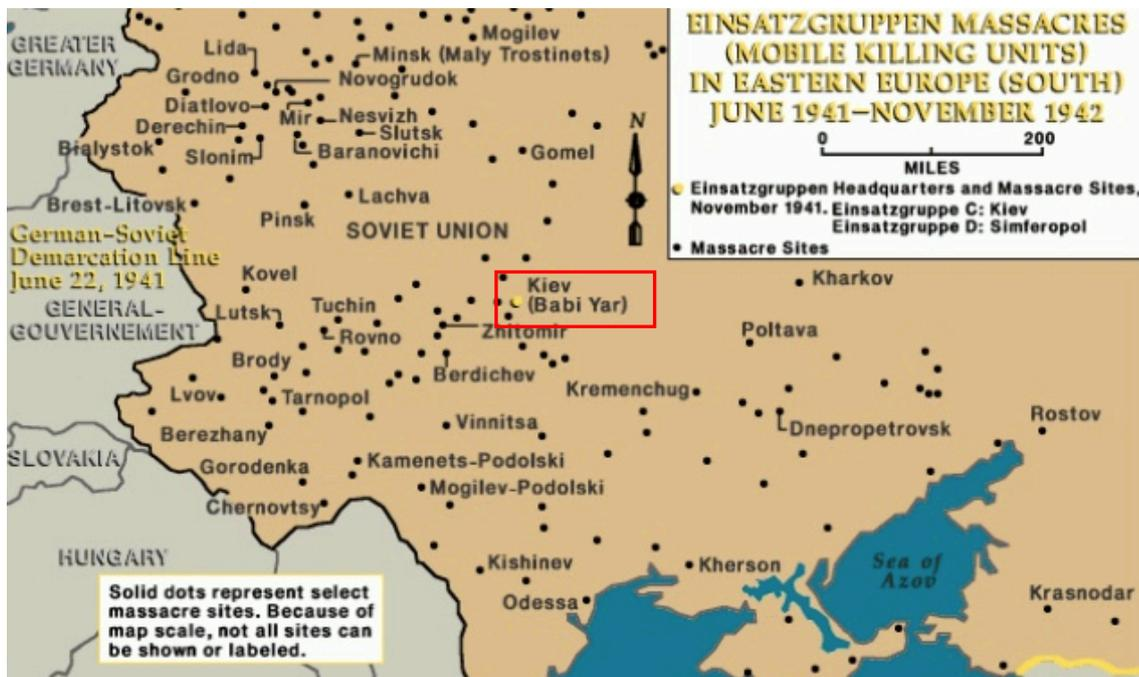 EINSATZGRUPPEN MASSACRES
(MOBILE KILLING UNITS)
IN EASTERN EUROPE (SOUTH)
JUNE 1941–NOVEMBER 1942
0 200
MILES
Einsatzgruppen Headquarters and Massacre Sites,
November 1941. Einsatzgruppe C: Kiev
Einsatzgruppe D: Simferopol
Massacre Sites
N
GREATER
GERMANY
Lida
Mogilev
Minsk (Maly Trostinets)
Grodno
Novogrudok
Diatlovo
Mir
Nesvizh
Derechin
Slutsk
Bialystok
Slonim
Baranovichi
Gomel
Brest-Litovsk
Lachva
Pinsk
SOVIET UNION
German-Soviet
Demarcation Line
June 22, 1941
Kovel
Kiev
(Babi Yar)
Kharkov
GENERAL-
GOUVERNEMENT
Lutsk
Tuchin
Rovno
Zhitomir
Poltava
Brody
Berdichev
Kremenchug
Lvov
Tarnopol
Rostov
Berezhany
Vinnitsa
Dnepropetrovsk
SLOVAKIA
Gorodenka
Kamenets-Podolski
Mogilev-Podolski
Chernovtsy
HUNGARY
Kishinev
Kherson
Sea of
Azov
Odessa
Krasnodar
Solid dots represent select
massacre sites. Because of
map scale, not all sites can
be shown or labeled.